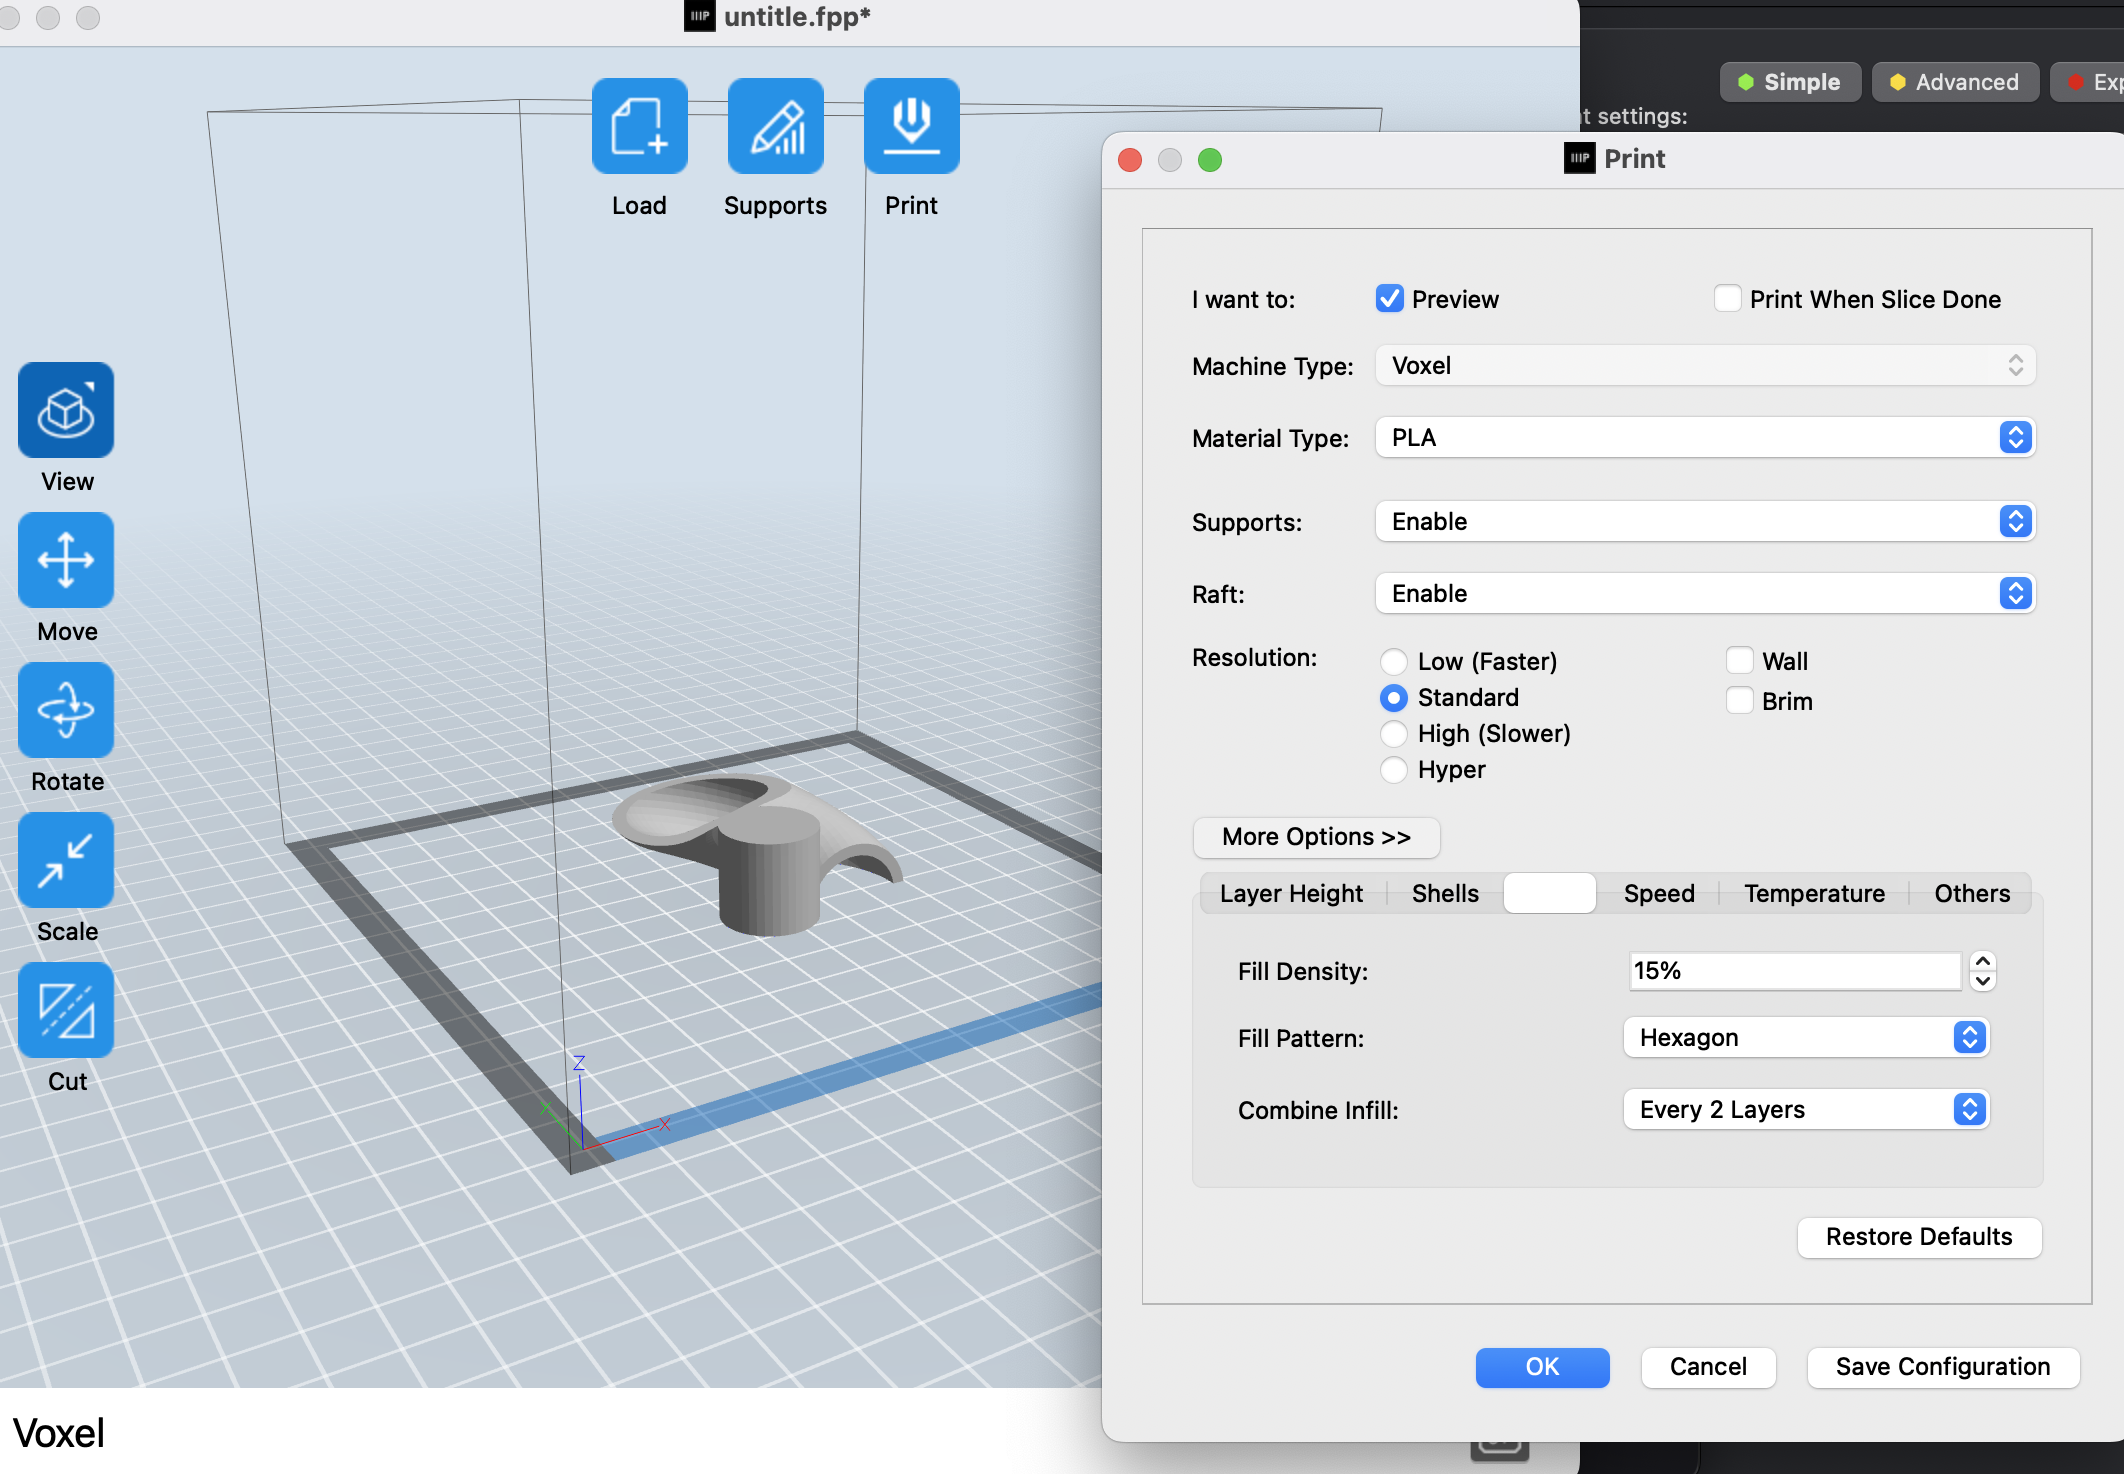 untitle.fpp*
Simple
Advanced
Exp
t settings:
Load
Supports
Print
View
Move
Rotate
Scale
Cut
Z
Y
X
Voxel
Print
I want to:
Preview
Print When Slice Done
Machine Type:
Voxel
Material Type:
PLA
Supports:
Enable
Raft:
Enable
Resolution:
Low (Faster)
Wall
Standard
Brim
High (Slower)
Hyper
More Options >>
Layer Height
Shells
Speed
Temperature
Others
Fill Density:
15%
Fill Pattern:
Hexagon
Combine Infill:
Every 2 Layers
Restore Defaults
OK
Cancel
Save Configuration